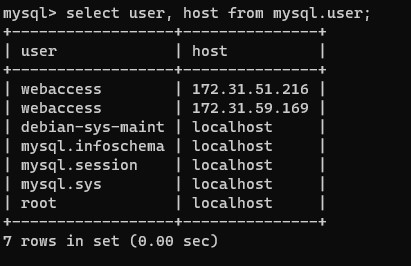 mysql> select user, host from mysql.user;
+------------------+---------------+
| user             | host          |
+------------------+---------------+
| webaccess        | 172.31.51.216 |
| webaccess        | 172.31.59.169 |
| debian-sys-maint | localhost     |
| mysql.infoschema | localhost     |
| mysql.session    | localhost     |
| mysql.sys        | localhost     |
| root             | localhost     |
+------------------+---------------+
7 rows in set (0.00 sec)